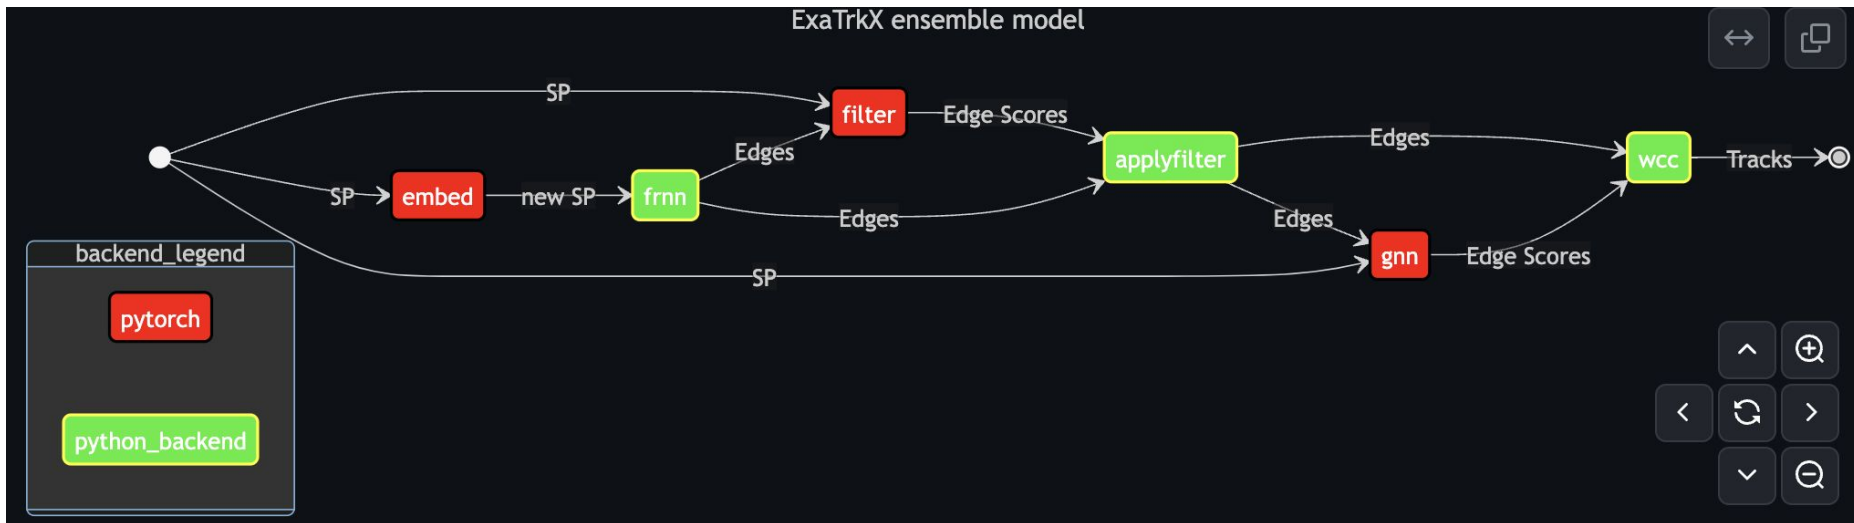 ExaTrkX ensemble model
SP
filter
Edge Scores
Edges
applyfilter
Edges
wcc
Tracks
SP
embed
new SP
frnn
Edges
Edges
gnn
Edge Scores
SP
backend_legend
pytorch
python_backend